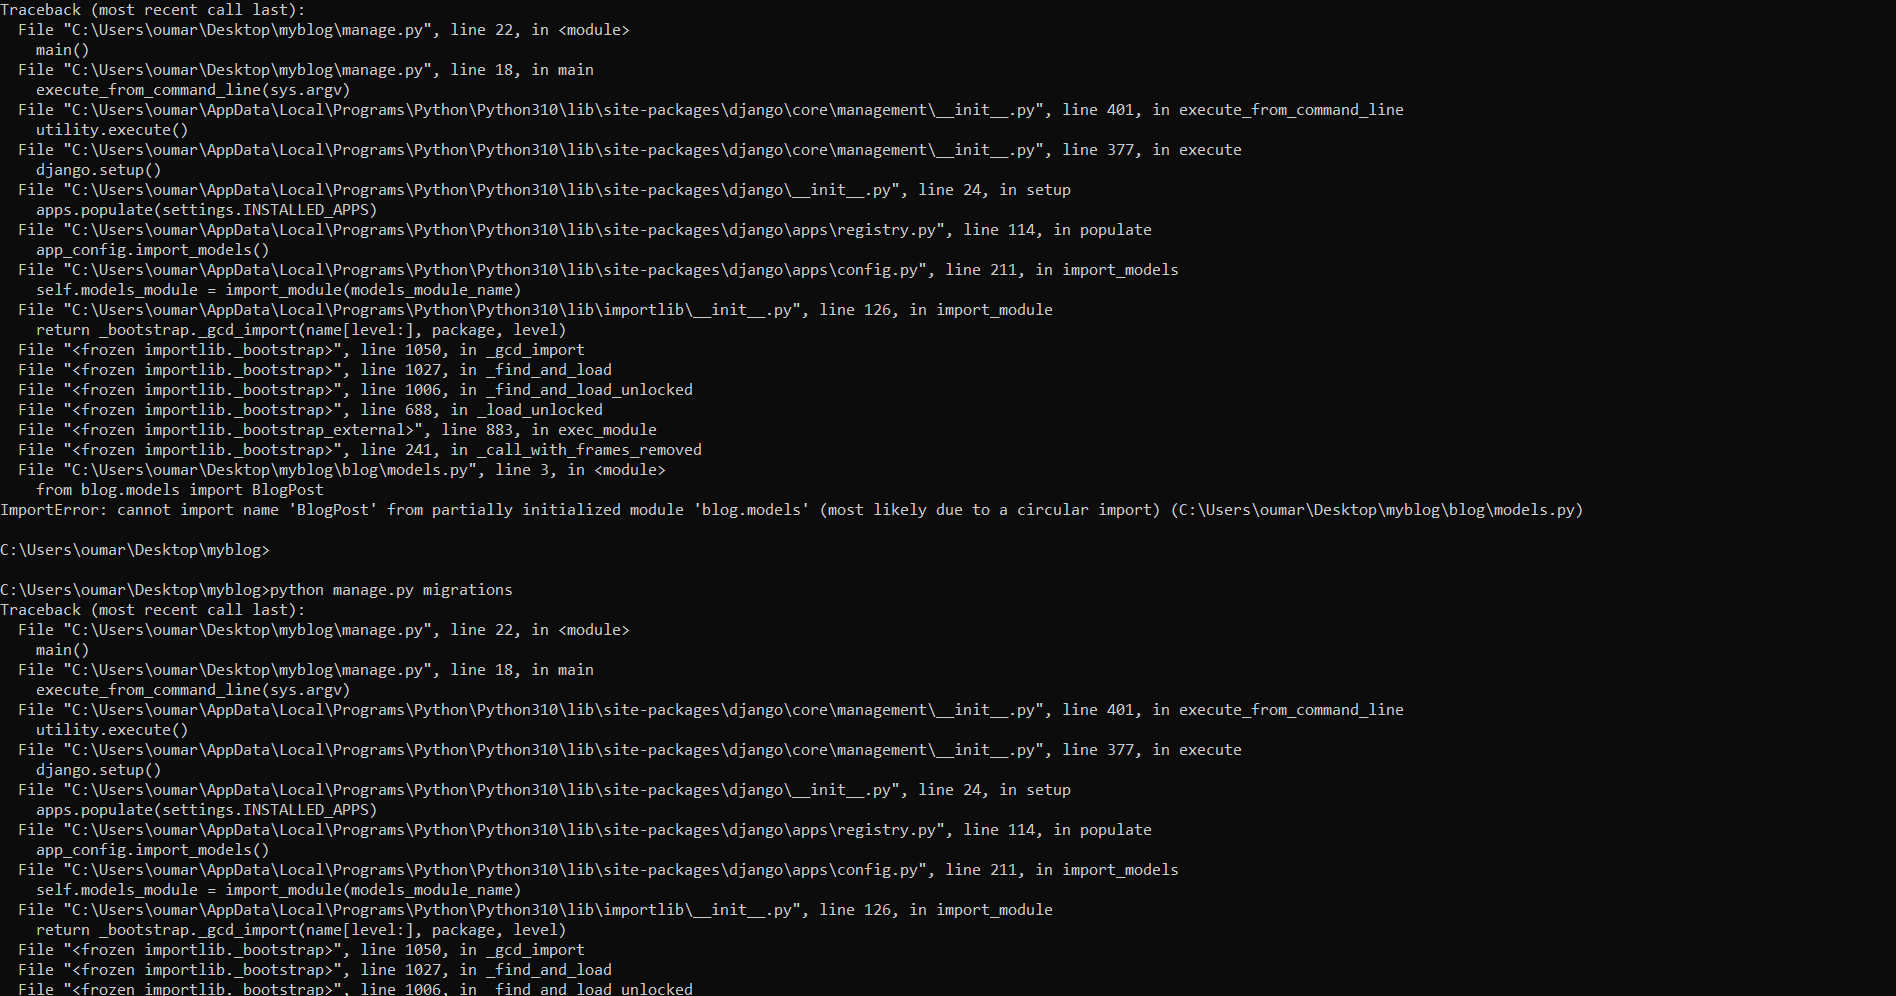 Traceback (most recent call last):
  File "C:\Users\oumar\Desktop\myblog\manage.py", line 22, in <module>
    main()
  File "C:\Users\oumar\Desktop\myblog\manage.py", line 18, in main
    execute_from_command_line(sys.argv)
  File "C:\Users\oumar\AppData\Local\Programs\Python\Python310\lib\site-packages\django\core\management\__init__.py", line 401, in execute_from_command_line
    utility.execute()
  File "C:\Users\oumar\AppData\Local\Programs\Python\Python310\lib\site-packages\django\core\management\__init__.py", line 377, in execute
    django.setup()
  File "C:\Users\oumar\AppData\Local\Programs\Python\Python310\lib\site-packages\django\__init__.py", line 24, in setup
    apps.populate(settings.INSTALLED_APPS)
  File "C:\Users\oumar\AppData\Local\Programs\Python\Python310\lib\site-packages\django\apps\registry.py", line 114, in populate
    app_config.import_models()
  File "C:\Users\oumar\AppData\Local\Programs\Python\Python310\lib\site-packages\django\apps\config.py", line 211, in import_models
    self.models_module = import_module(models_module_name)
  File "C:\Users\oumar\AppData\Local\Programs\Python\Python310\lib\importlib\__init__.py", line 126, in import_module
    return _bootstrap._gcd_import(name[level:], package, level)
  File "<frozen importlib._bootstrap>", line 1050, in _gcd_import
  File "<frozen importlib._bootstrap>", line 1027, in _find_and_load
  File "<frozen importlib._bootstrap>", line 1006, in _find_and_load_unlocked
  File "<frozen importlib._bootstrap>", line 688, in _load_unlocked
  File "<frozen importlib._bootstrap_external>", line 883, in exec_module
  File "<frozen importlib._bootstrap>", line 241, in _call_with_frames_removed
  File "C:\Users\oumar\Desktop\myblog\blog\models.py", line 3, in <module>
    from blog.models import BlogPost
ImportError: cannot import name 'BlogPost' from partially initialized module 'blog.models' (most likely due to a circular import) (C:\Users\oumar\Desktop\myblog\blog\models.py)
C:\Users\oumar\Desktop\myblog>
C:\Users\oumar\Desktop\myblog>python manage.py migrations
Traceback (most recent call last):
  File "C:\Users\oumar\Desktop\myblog\manage.py", line 22, in <module>
    main()
  File "C:\Users\oumar\Desktop\myblog\manage.py", line 18, in main
    execute_from_command_line(sys.argv)
  File "C:\Users\oumar\AppData\Local\Programs\Python\Python310\lib\site-packages\django\core\management\__init__.py", line 401, in execute_from_command_line
    utility.execute()
  File "C:\Users\oumar\AppData\Local\Programs\Python\Python310\lib\site-packages\django\core\management\__init__.py", line 377, in execute
    django.setup()
  File "C:\Users\oumar\AppData\Local\Programs\Python\Python310\lib\site-packages\django\__init__.py", line 24, in setup
    apps.populate(settings.INSTALLED_APPS)
  File "C:\Users\oumar\AppData\Local\Programs\Python\Python310\lib\site-packages\django\apps\registry.py", line 114, in populate
    app_config.import_models()
  File "C:\Users\oumar\AppData\Local\Programs\Python\Python310\lib\site-packages\django\apps\config.py", line 211, in import_models
    self.models_module = import_module(models_module_name)
  File "C:\Users\oumar\AppData\Local\Programs\Python\Python310\lib\importlib\__init__.py", line 126, in import_module
    return _bootstrap._gcd_import(name[level:], package, level)
  File "<frozen importlib._bootstrap>", line 1050, in _gcd_import
  File "<frozen importlib._bootstrap>", line 1027, in _find_and_load
  File "<frozen importlib._bootstrap>", line 1006, in _find_and_load_unlocked